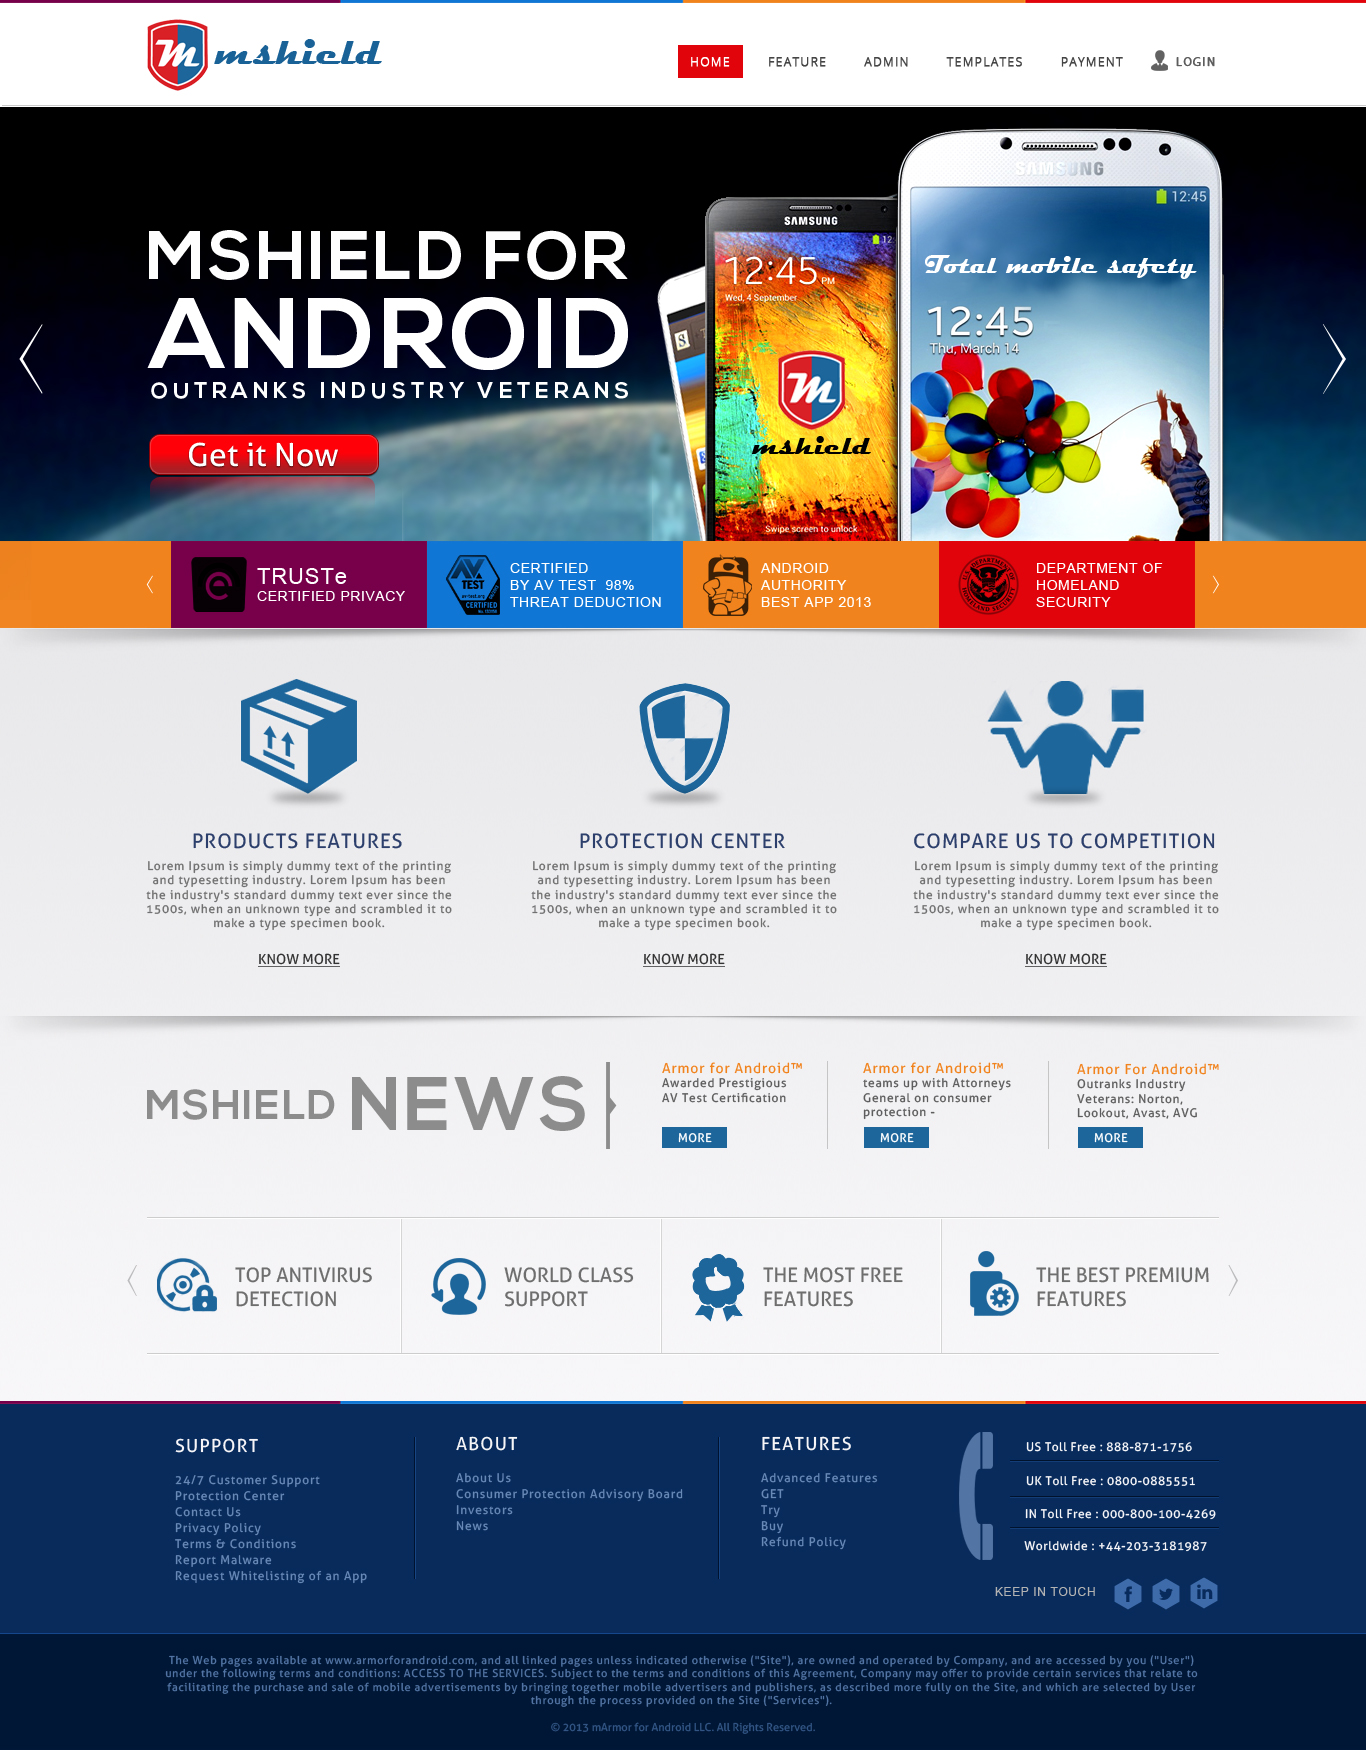 mshield
HOME
FEATURE
ADMIN
TEMPLATES
PAYMENT
LOGIN
MSHIELD FOR
ANDROID
OUTRANKS INDUSTRY VETERANS
Get it Now
SAMSUNG
12
12:45 PM
Wed, 4 September
mshield
Swipe screen to unlock
SAMSUNG
12:45
Total mobile safety
12:45
Thu, March 14
TRUSTe
CERTIFIED PRIVACY
AV
TEST
CERTIFIED
CERTIFIED
BY AV TEST 98%
THREAT DEDUCTION
ANDROID
AUTHORITY
BEST APP 2013
DEPARTMENT OF
HOMELAND
SECURITY
PRODUCTS FEATURES
Lorem Ipsum is simply dummy text of the printing
and typesetting industry. Lorem Ipsum has been
the industry's standard dummy text ever since the
1500s, when an unknown type and scrambled it to
make a type specimen book.
KNOW MORE
PROTECTION CENTER
Lorem Ipsum is simply dummy text of the printing
and typesetting industry. Lorem Ipsum has been
the industry's standard dummy text ever since the
1500s, when an unknown type and scrambled it to
make a type specimen book.
KNOW MORE
COMPARE US TO COMPETITION
Lorem Ipsum is simply dummy text of the printing
and typesetting industry. Lorem Ipsum has been
the industry's standard dummy text ever since the
1500s, when an unknown type and scrambled it to
make a type specimen book.
KNOW MORE
MSHIELD NEWS
Armor for Android™
Awarded Prestigious
AV Test Certification
MORE
Armor for Android™
teams up with Attorneys
General on consumer
protection -
MORE
Armor For Android™
Outranks Industry
Veterans: Norton,
Lookout, Avast, AVG
MORE
TOP ANTIVIRUS
DETECTION
WORLD CLASS
SUPPORT
THE MOST FREE
FEATURES
THE BEST PREMIUM
FEATURES
SUPPORT
24/7 Customer Support
Protection Center
Contact Us
Privacy Policy
Terms & Conditions
Report Malware
Request Whitelisting of an App
ABOUT
About Us
Consumer Protection Advisory Board
Investors
News
FEATURES
Advanced Features
GET
Try
Buy
Refund Policy
US Toll Free : 888-871-1756
UK Toll Free : 0800-0885551
IN Toll Free : 000-800-100-4269
Worldwide : +44-203-3181987
KEEP IN TOUCH
The Web pages available at www.armorforandroid.com, and all linked pages unless indicated otherwise ("Site"), are owned and operated by Company, and are accessed by you ("User")
under the following terms and conditions: ACCESS TO THE SERVICES. Subject to the terms and conditions of this Agreement, Company may offer to provide certain services that relate to
facilitating the purchase and sale of mobile advertisements by bringing together mobile advertisers and publishers, as described more fully on the Site, and which are selected by User
through the process provided on the Site ("Services").
© 2013 mArmor for Android LLC. All Rights Reserved.